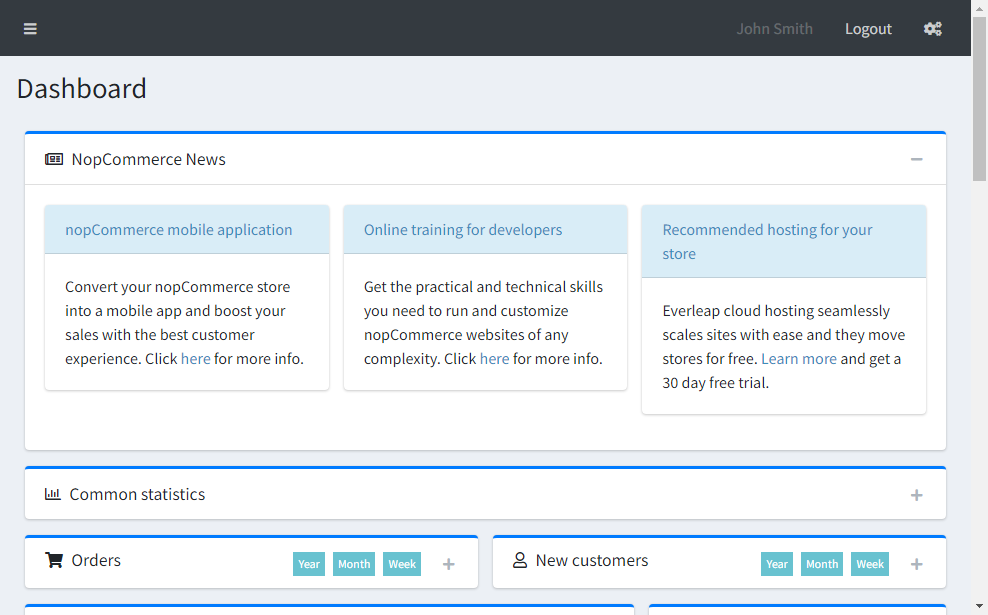 John Smith Logout
Dashboard
NopCommerce News
nopCommerce mobile application
Convert your nopCommerce store
into a mobile app and boost your
sales with the best customer
experience. Click here for more info.
Online training for developers
Get the practical and technical skills
you need to run and customize
nopCommerce websites of any
complexity. Click here for more info.
Recommended hosting for your
store
Everleap cloud hosting seamlessly
scales sites with ease and they move
stores for free. Learn more and get a
30 day free trial.
Common statistics
Orders Year Month Week
New customers Year Month Week